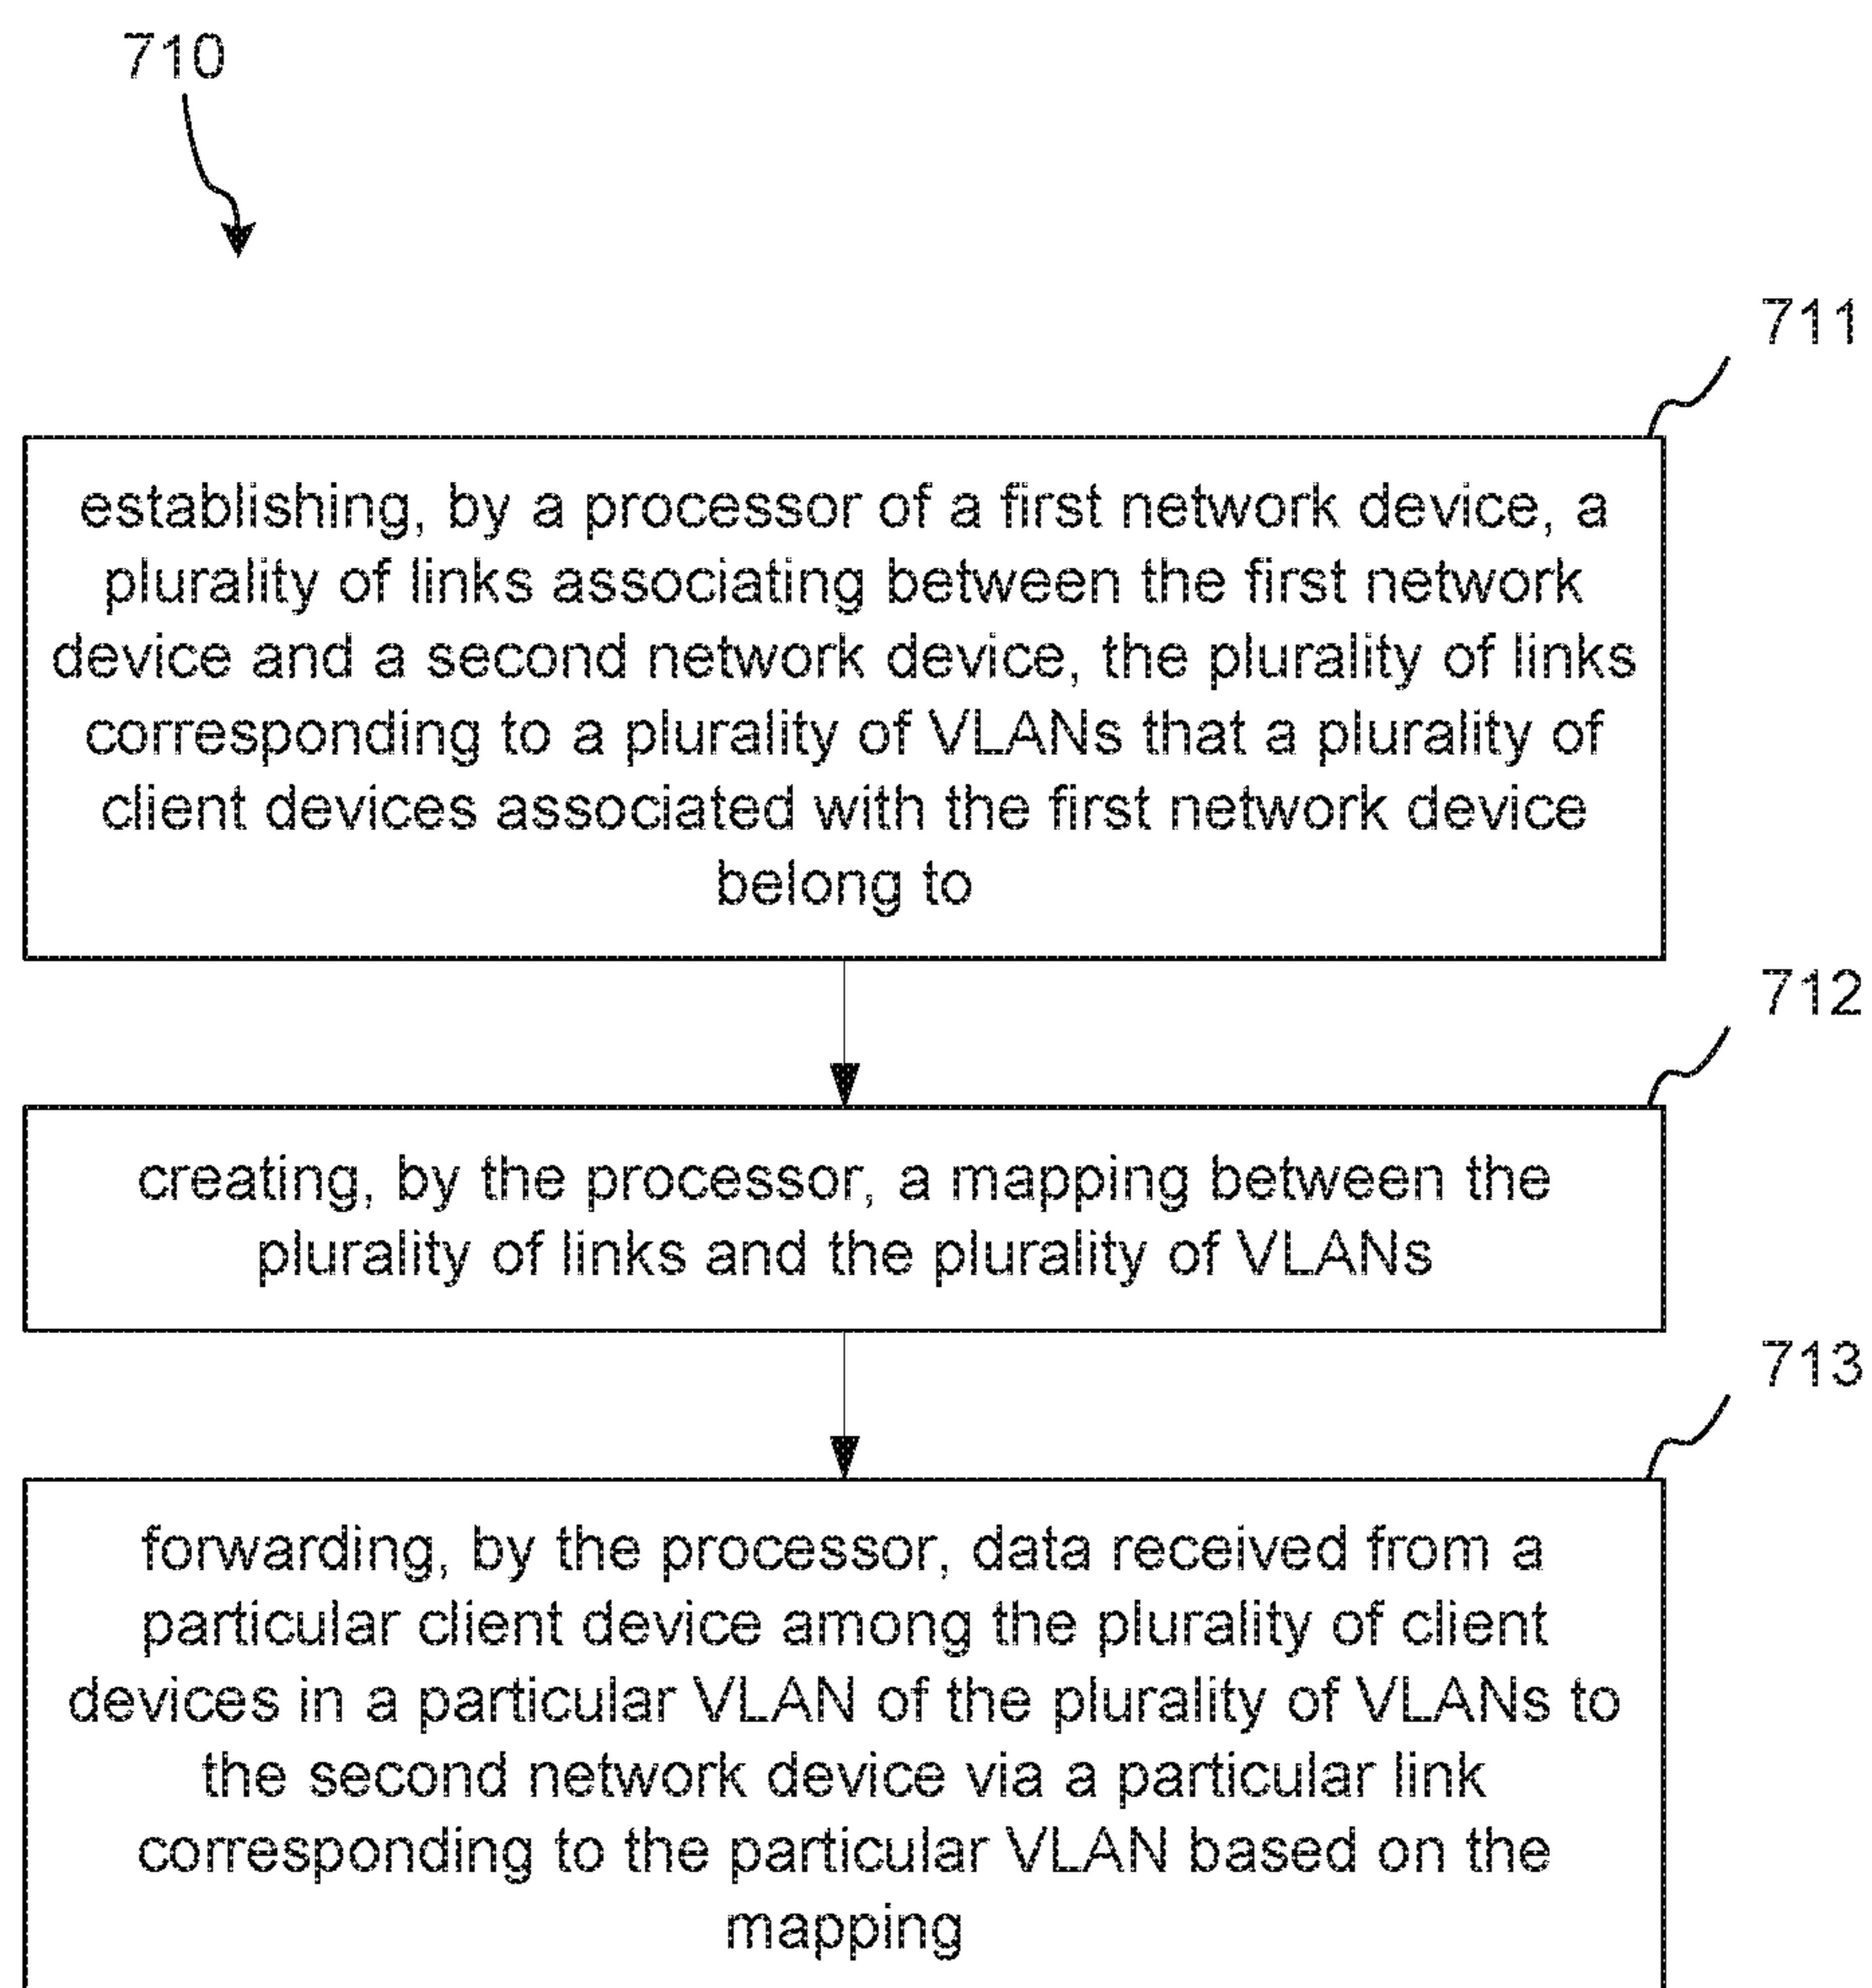 710
711
establishing, by a processor of a first network device, a
plurality of links associating between the first network
device and a second network device, the plurality of links
corresponding to a plurality of VLANs that a plurality of
client devices associated with the first network device
belong to
712
creating, by the processor, a mapping between the
plurality of links and the plurality of VLANs
713
forwarding, by the processor, data received from a
particular client device among the plurality of client
devices in a particular VLAN of the plurality of VLANs to
the second network device via a particular link
corresponding to the particular VLAN based on the
mapping